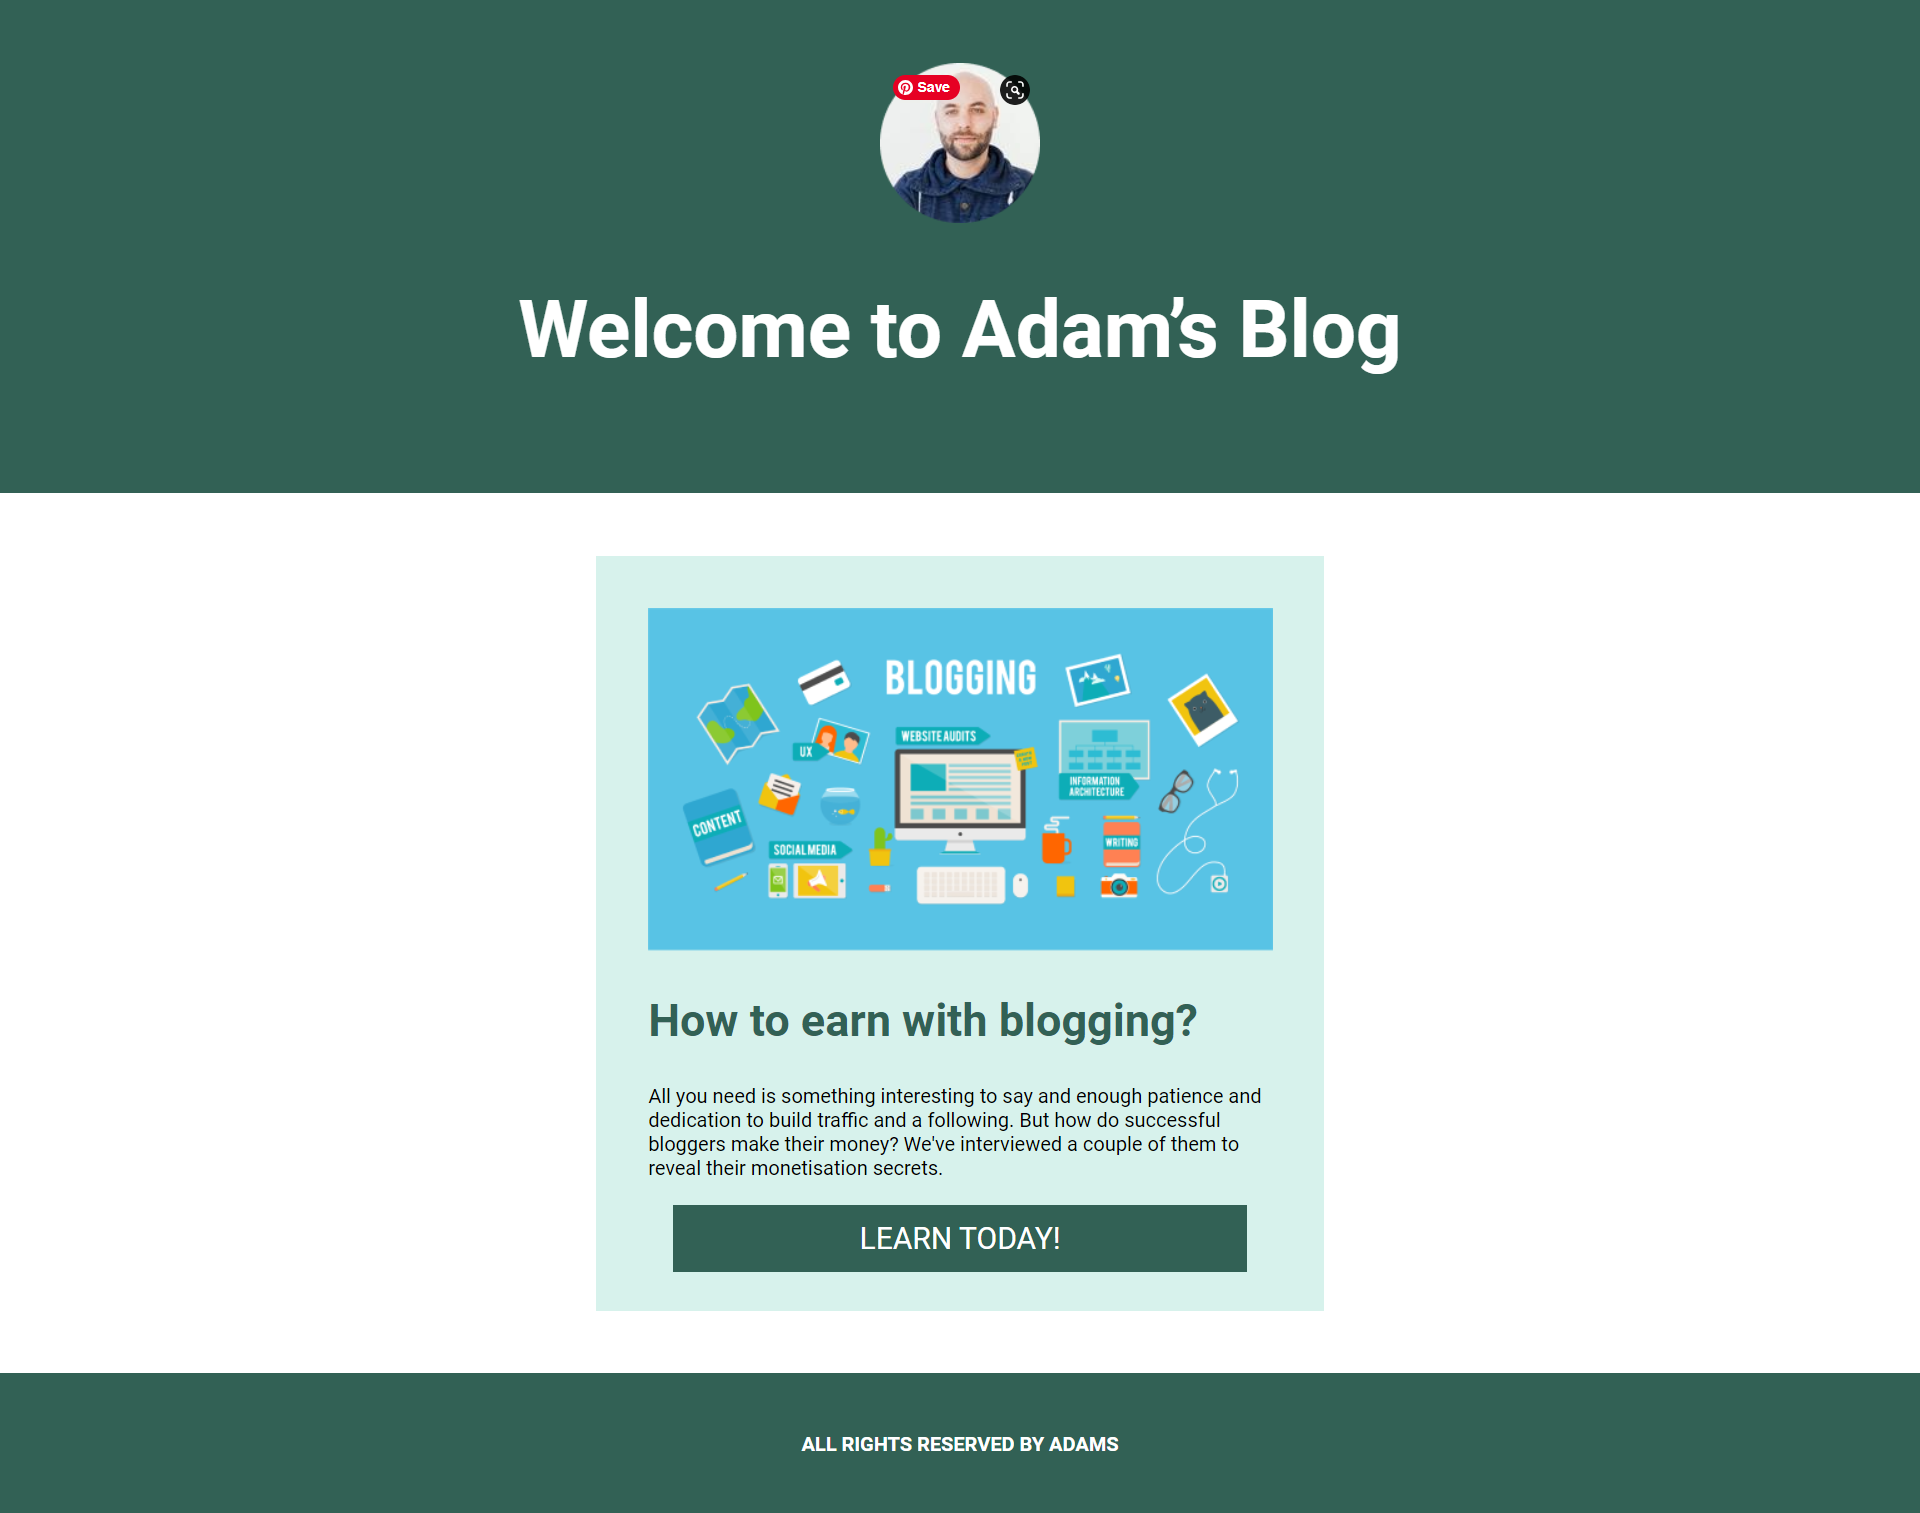 Save
Welcome to Adam’s Blog
BLOGGING
WEBSITE AUDITS
UX
INFORMATION
ARCHITECTURE
CONTENT
WRITING
SOCIAL MEDIA
How to earn with blogging?
All you need is something interesting to say and enough patience and
dedication to build traffic and a following. But how do successful
bloggers make their money? We've interviewed a couple of them to
reveal their monetisation secrets.
LEARN TODAY!
ALL RIGHTS RESERVED BY ADAMS